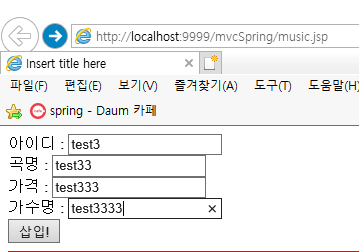 http://localhost:9999/mvcSpring/music.jsp
Insert title here
파일(F) 편집(E) 보기(V) 즐겨찾기(A) 도구(T) 도움말(H)
spring - Daum 카페
아이디 : test3
곡명 : test33
가격 : test333
가수명 : test3333
삽입!